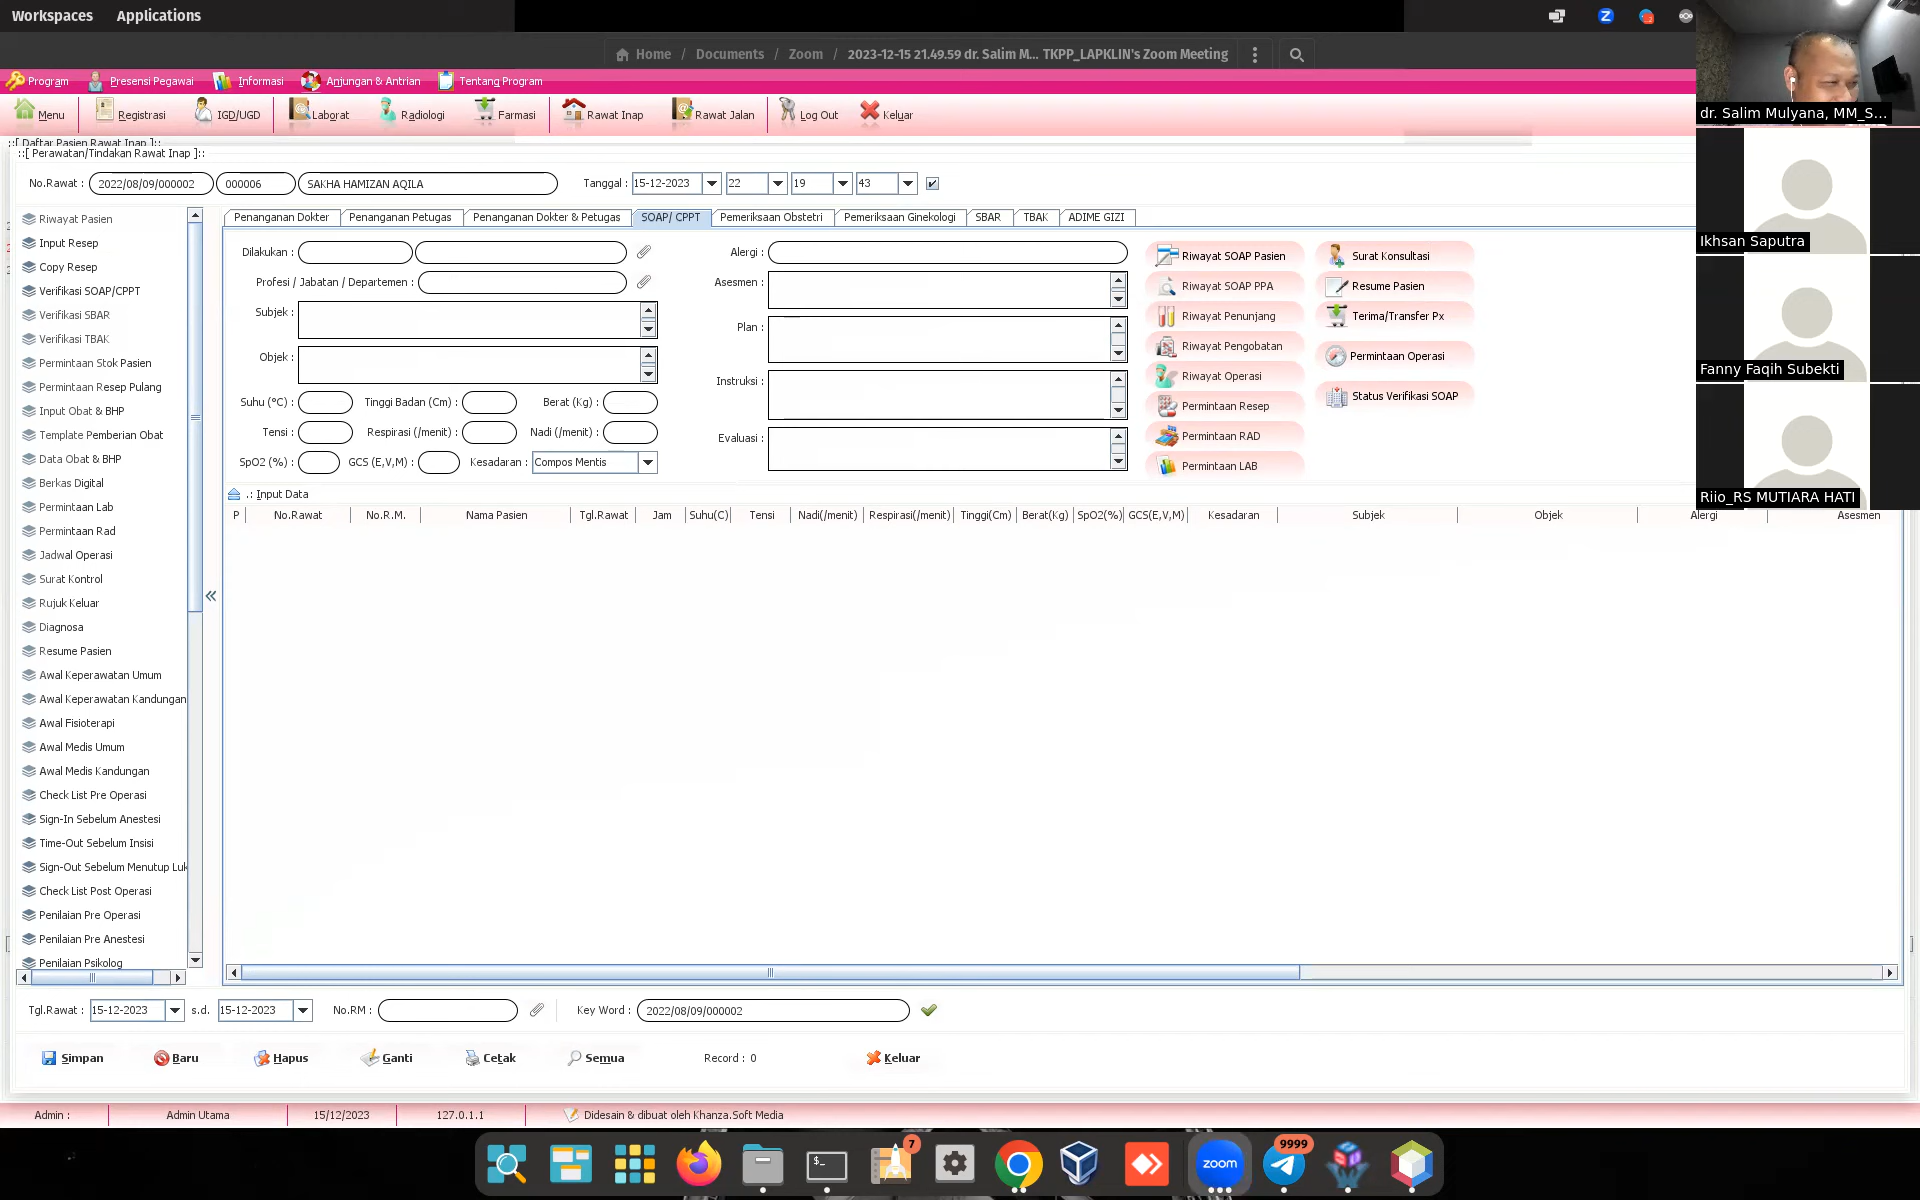 Workspaces Applications
Home / Documents / Zoom / 2023-12-15 21.49.59 dr. Salim M... TKPP_LAPKLIN's Zoom Meeting
Program Presensi Pegawai Informasi Anjungan & Antrian Tentang Program
Menu Registrasi IGD/UGD Laborat Radiologi Farmasi Rawat Inap Rawat Jalan Log Out Keluar
::[ Daftar Pasien Rawat Inap ]::
::[ Perawatan/Tindakan Rawat Inap ]::
No.Rawat : 2022/08/09/000002 000006 SAKHA HAMIZAN AQILA Tanggal : 15-12-2023 22 19 43
Penanganan Dokter Penanganan Petugas Penanganan Dokter & Petugas SOAP/ CPPT Pemeriksaan Obstetri Pemeriksaan Ginekologi SBAR TBAK ADIME GIZI
Riwayat Pasien
Input Resep
Copy Resep
Verifikasi SOAP/CPPT
Verifikasi SBAR
Verifikasi TBAK
Permintaan Stok Pasien
Permintaan Resep Pulang
Input Obat & BHP
Template Pemberian Obat
Data Obat & BHP
Berkas Digital
Permintaan Lab
Permintaan Rad
Jadwal Operasi
Surat Kontrol
Rujuk Keluar
Diagnosa
Resume Pasien
Awal Keperawatan Umum
Awal Keperawatan Kandungan
Awal Fisioterapi
Awal Medis Umum
Awal Medis Kandungan
Check List Pre Operasi
Sign-In Sebelum Anestesi
Time-Out Sebelum Insisi
Sign-Out Sebelum Menutup Luk
Check List Post Operasi
Penilaian Pre Operasi
Penilaian Pre Anestesi
Penilaian Psikolog
Dilakukan :
Profesi / Jabatan / Departemen :
Subjek :
Objek :
Suhu (°C) : Tinggi Badan (Cm) : Berat (Kg) :
Tensi : Respirasi (/menit) : Nadi (/menit) :
SpO2 (%) : GCS (E,V,M) : Kesadaran : Compos Mentis
Alergi :
Asesmen :
Plan :
Instruksi :
Evaluasi :
Riwayat SOAP Pasien
Riwayat SOAP PPA
Riwayat Penunjang
Riwayat Pengobatan
Riwayat Operasi
Permintaan Resep
Permintaan RAD
Permintaan LAB
Surat Konsultasi
Resume Pasien
Terima/Transfer Px
Permintaan Operasi
Status Verifikasi SOAP
.: Input Data
P No.Rawat No.R.M. Nama Pasien Tgl.Rawat Jam Suhu(C) Tensi Nadi(/menit) Respirasi(/menit) Tinggi(Cm) Berat(Kg) SpO2(%) GCS(E,V,M) Kesadaran Subjek Objek Alergi Asesmen
Tgl.Rawat : 15-12-2023 s.d. 15-12-2023 No.RM : Key Word : 2022/08/09/000002
Simpan Baru Hapus Ganti Cetak Semua Record : 0 Keluar
Admin : Admin Utama 15/12/2023 127.0.1.1 Didesain & dibuat oleh Khanza.Soft Media
dr. Salim Mulyana, MM_S...
Ikhsan Saputra
Fanny Faqih Subekti
Riio_RS MUTIARA HATI
7
zoom
9999